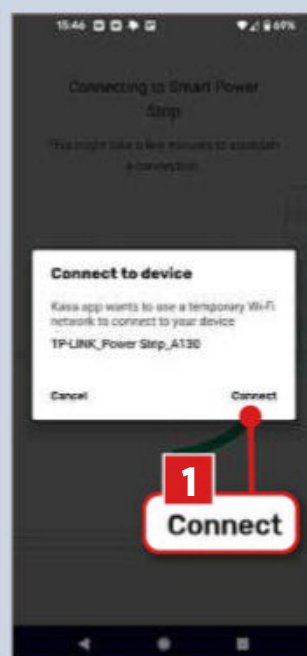 15:46
69%
Connecting to Smart Power
Strip
This might take a few minutes to establish
a connection.
Connect to device
Kasa app wants to use a temporary Wi-Fi
network to connect to your device
TP-LINK_Power Strip_A130
Cancel
Connect
1
Connect